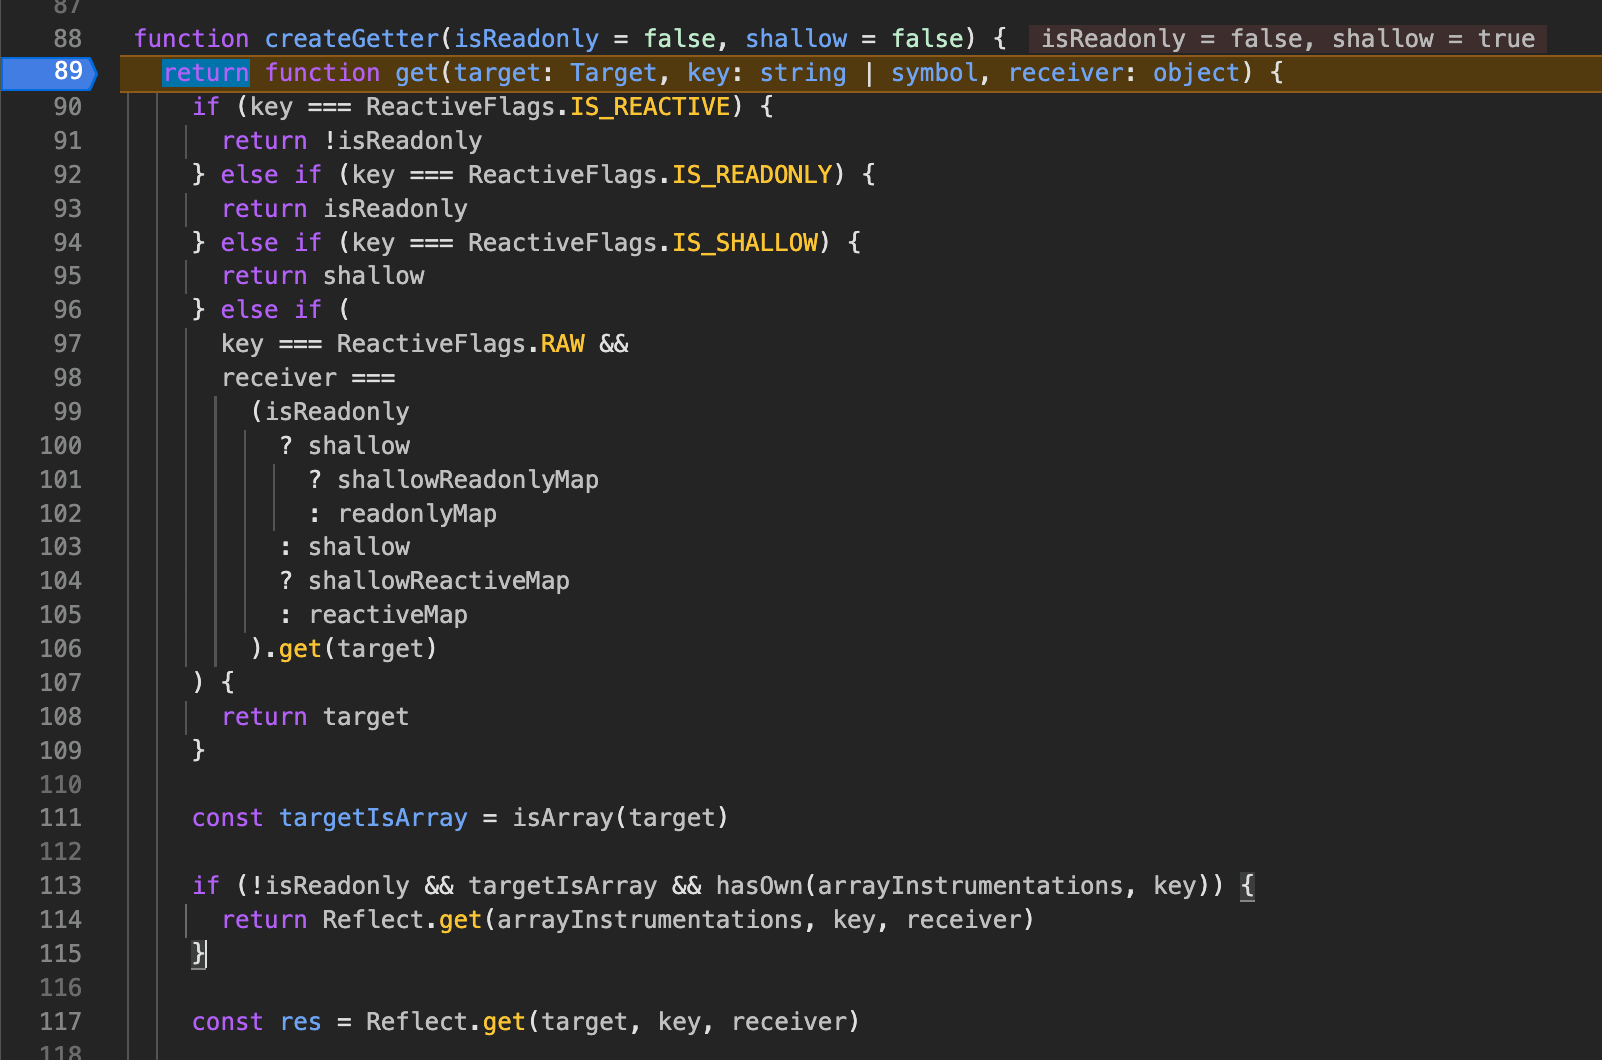 87
88 function createGetter(isReadonly = false, shallow = false) { isReadonly = false, shallow = true
89 return function get(target: Target, key: string | symbol, receiver: object) {
90 if (key === ReactiveFlags.IS_REACTIVE) {
91 return !isReadonly
92 } else if (key === ReactiveFlags.IS_READONLY) {
93 return isReadonly
94 } else if (key === ReactiveFlags.IS_SHALLOW) {
95 return shallow
96 } else if (
97 key === ReactiveFlags.RAW &&
98 receiver ===
99 (isReadonly
100 ? shallow
101 ? shallowReadonlyMap
102 : readonlyMap
103 : shallow
104 ? shallowReactiveMap
105 : reactiveMap
106 ).get(target)
107 ) {
108 return target
109 }
110
111 const targetIsArray = isArray(target)
112
113 if (!isReadonly && targetIsArray && hasOwn(arrayInstrumentations, key)) {
114 return Reflect.get(arrayInstrumentations, key, receiver)
115 }
116
117 const res = Reflect.get(target, key, receiver)
118